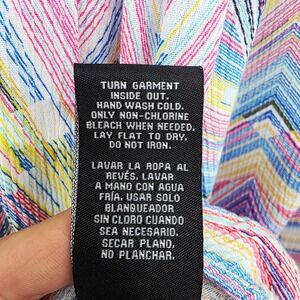 TURN GARMENT
INSIDE OUT.
HAND WASH COLD.
ONLY NON-CHLORINE
BLEACH WHEN NEEDED.
LAY FLAT TO DRY.
DO NOT IRON.
LAVAR LA ROPA AL
REVÉS. LAVAR
A MANO CON AGUA
FRÍA. USAR SOLO
BLANQUEADOR
SIN CLORO CUANDO
SEA NECESARIO.
SECAR PLANO.
NO PLANCHAR.